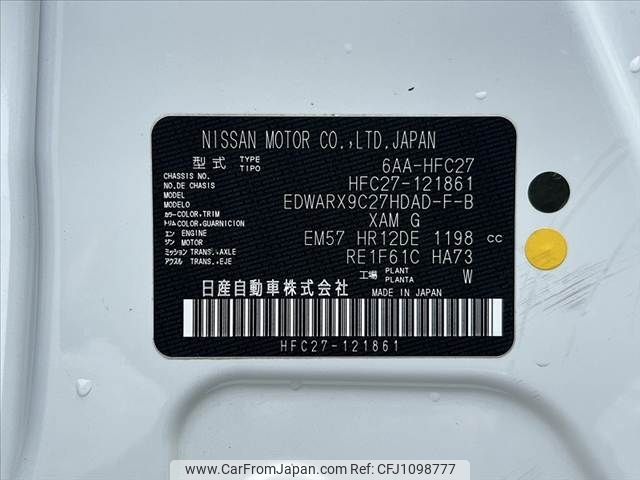 NISSAN MOTOR CO.,LTD.JAPAN
型式 TYPE TIPO 6AA-HFC27
CHASSIS NO. NO.DE CHASIS HFC27-121861
MODEL MODELO EDWARX9C27HDAD-F-B
カラー COLOR,TRIM トリム COLOR,GUARNICION XAM G
エン ENGINE ジン MOTOR EM57 HR12DE 1198 cc
ミッション TRANS.,AXLE アクスル TRANS.,EJE RE1F61C HA73
工場 PLANT PLANTA W
日産自動車株式会社 MADE IN JAPAN
HFC27-121861
www.CarFromJapan.com - CFJ1098777